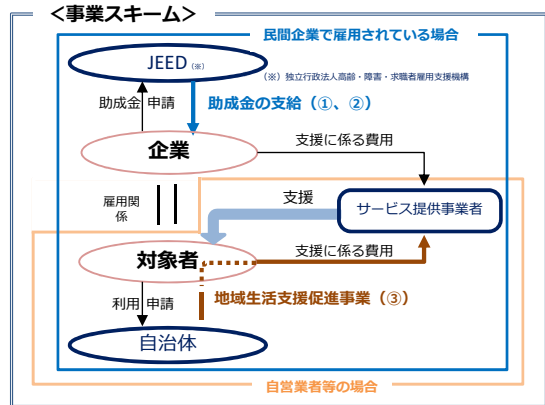 ＜事業スキーム＞
民間企業で雇用されている場合
JEED（※）
（※）独立行政法人高齢・障害・求職者雇用支援機構
助成金 申請
助成金の支給（①、②）
企業
支援に係る費用
雇用関
係
支援
サービス提供事業者
対象者
支援に係る費用
利用 申請
地域生活支援促進事業（③）
自治体
自営業者等の場合